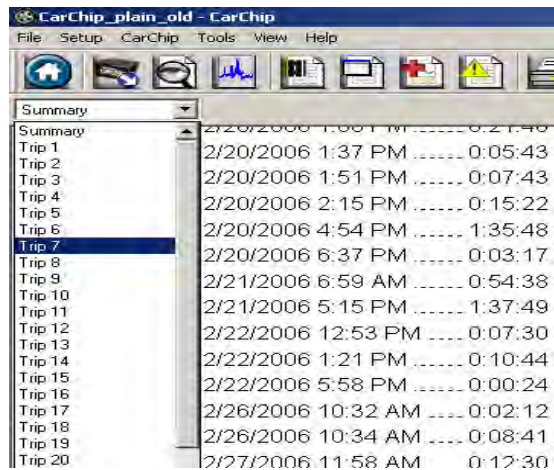 CarChip_plain_old - CarChip
File Setup CarChip Tools View Help
Summary
Summary
Trip 1
Trip 2
Trip 3
Trip 4
Trip 5
Trip 6
Trip 7
Trip 8
Trip 9
Trip 10
Trip 11
Trip 12
Trip 13
Trip 14
Trip 15
Trip 16
Trip 17
Trip 18
Trip 19
Trip 20
2/20/2006 1:37 PM ...... 0:05:43
2/20/2006 1:51 PM ...... 0:07:43
2/20/2006 2:15 PM ...... 0:15:22
2/20/2006 4:54 PM ...... 1:35:48
2/20/2006 6:37 PM ...... 0:03:17
2/21/2006 6:59 AM ...... 0:54:38
2/21/2006 5:15 PM ...... 1:37:49
2/22/2006 12:53 PM .... 0:07:30
2/22/2006 1:21 PM ...... 0:10:44
2/22/2006 5:58 PM ...... 0:00:24
2/26/2006 10:32 AM .... 0:02:12
2/26/2006 10:34 AM .... 0:08:41
2/27/2006 11:58 AM .... 0:12:30